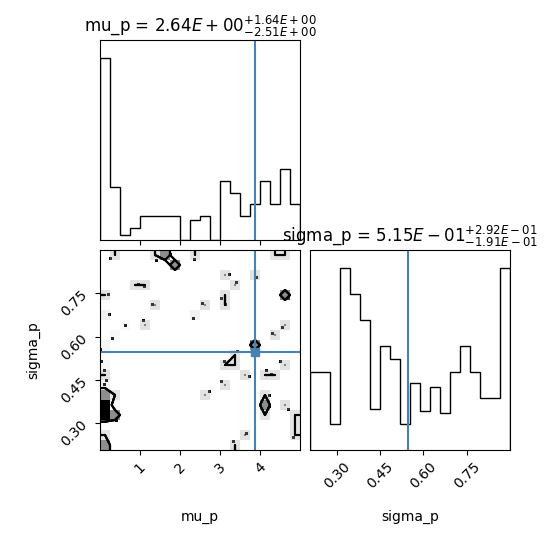 mu_p = 2.64E + 00+1.64E+00−2.51E+00
sigma_p = 5.15E − 01+2.92E−01−1.91E−01
0.75
0.60
0.45
0.30
sigma_p
1 2 3 4
mu_p
0.30 0.45 0.60 0.75
sigma_p